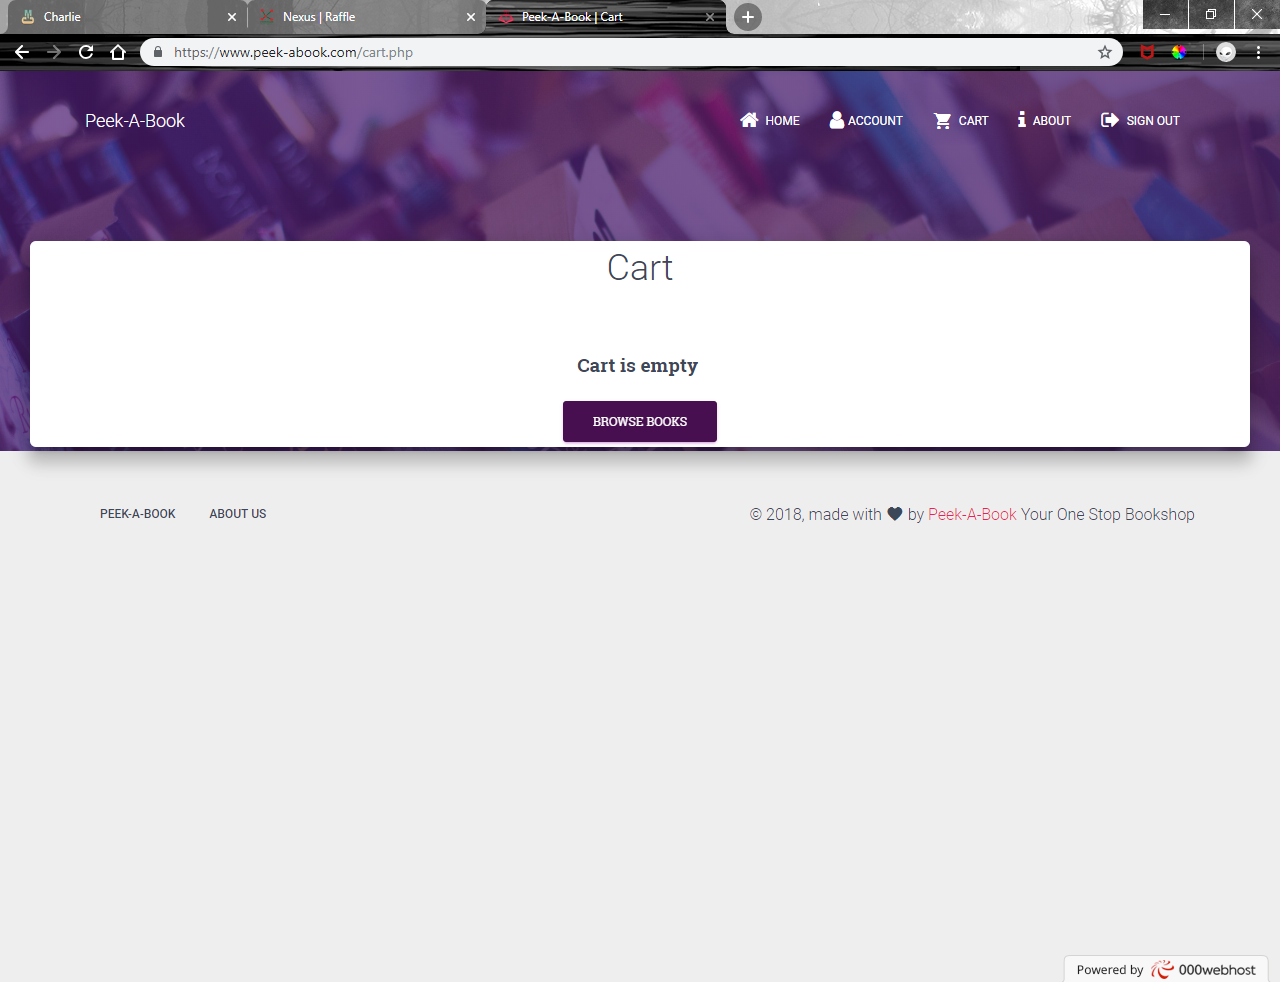 Charlie
Nexus | Raffle
Peek-A-Book | Cart
https://www.peek-abook.com/cart.php
Peek-A-Book
HOME
ACCOUNT
CART
ABOUT
SIGN OUT
Cart
Cart is empty
BROWSE BOOKS
PEEK-A-BOOK
ABOUT US
© 2018, made with by Peek-A-Book Your One Stop Bookshop
Powered by 000webhost